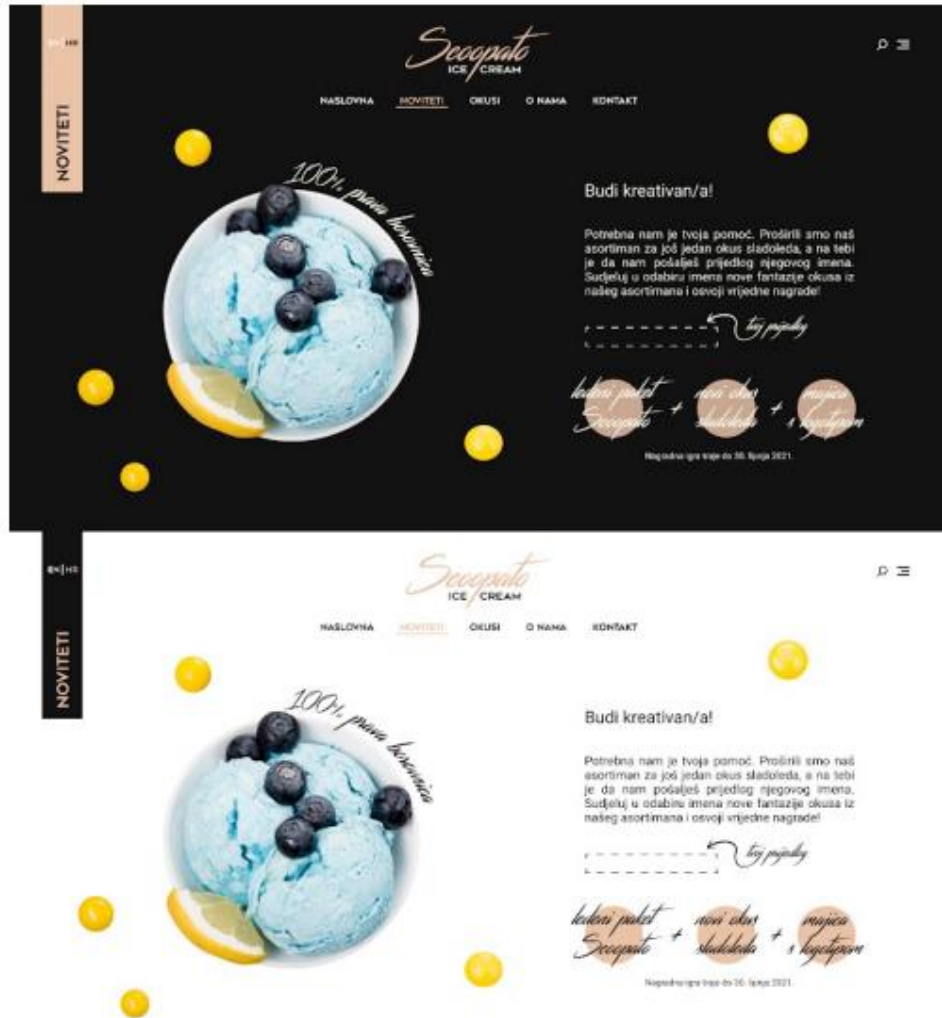 EN|HR
NOVITETI
Scoopato
ICE CREAM
NASLOVNA NOVITETI OKUSI O NAMA KONTAKT
100% prava borovnica
Budi kreativan/a!
Potrebna nam je tvoja pomoć. Proširili smo naš
asortiman za još jedan okus sladoleda, a na tebi
je da nam pošalješ prijedlog njegovog imena.
Sudjeluj u odabiru imena nove fantazije okusa iz
našeg asortimana i osvoji vrijedne nagrade!
tvoj prijedlog
ledeni paket + novi okus + majica
Scoopato sladoleda s logotipom
Nagradna igra traje do 30. lipnja 2021.
EN|HR
NOVITETI
Scoopato
ICE CREAM
NASLOVNA NOVITETI OKUSI O NAMA KONTAKT
100% prava borovnica
Budi kreativan/a!
Potrebna nam je tvoja pomoć. Proširili smo naš
asortiman za još jedan okus sladoleda, a na tebi
je da nam pošalješ prijedlog njegovog imena.
Sudjeluj u odabiru imena nove fantazije okusa iz
našeg asortimana i osvoji vrijedne nagrade!
tvoj prijedlog
ledeni paket + novi okus + majica
Scoopato sladoleda s logotipom
Nagradna igra traje do 30. lipnja 2021.